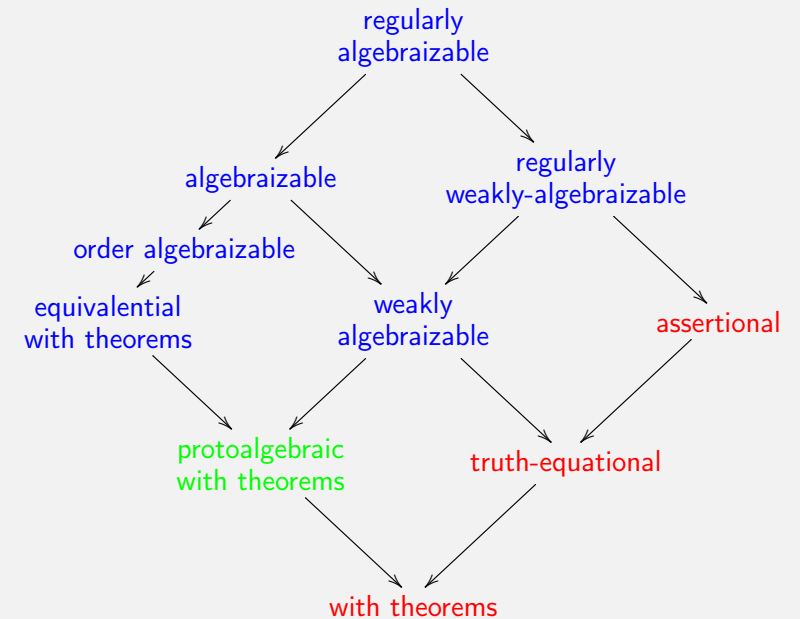 regularly
algebraizable
algebraizable
regularly
weakly-algebraizable
order algebraizable
equivalential
with theorems
weakly
algebraizable
assertional
protoalgebraic
with theorems
truth-equational
with theorems